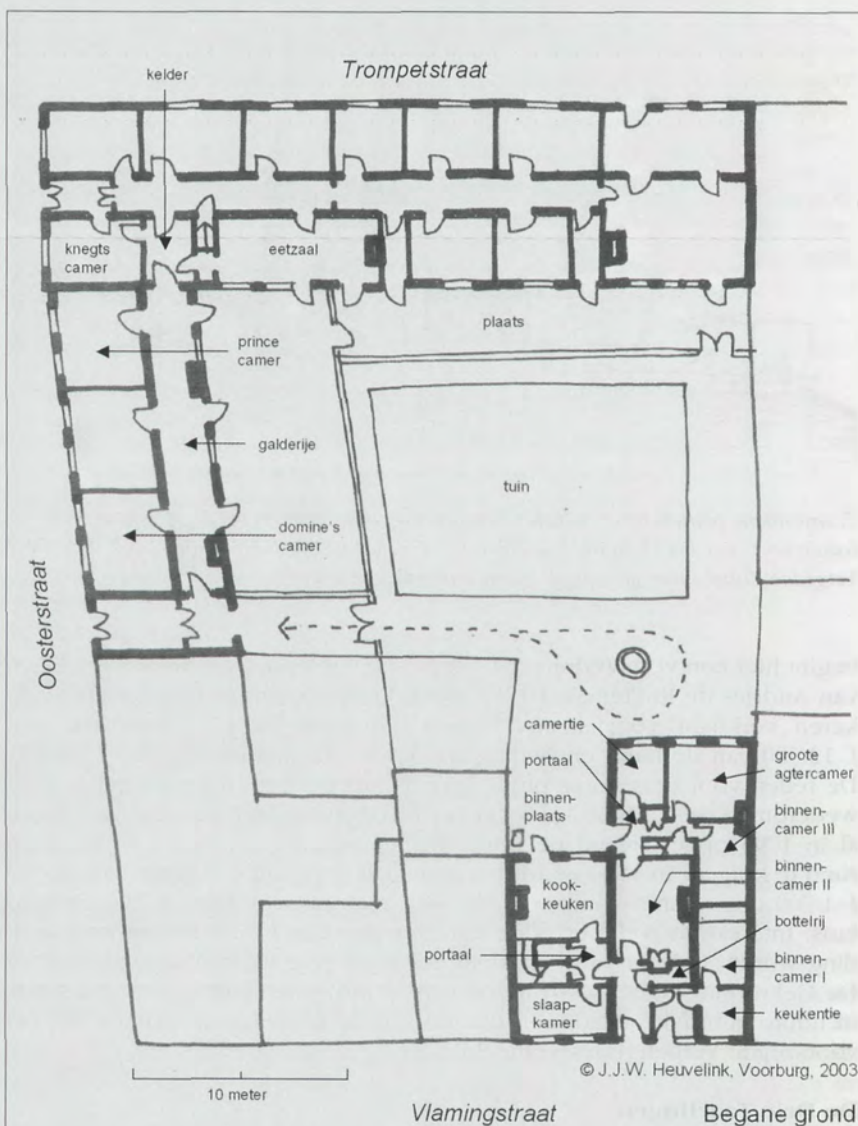 Trompetstraat
kelder
knegts
camer
eetzaal
plaats
prince
camer
galderije
tuin
domine's
camer
Oosterstraat
camertie
groote
agtercamer
portaal
binnen-
plaats
binnen-
camer III
binnen-
camer II
kook-
keuken
bottelrij
portaal
binnen-
camer I
slaap-
kamer
keukentie
© J.J.W. Heuvelink, Voorburg, 2003
10 meter
Vlamingstraat
Begane grond